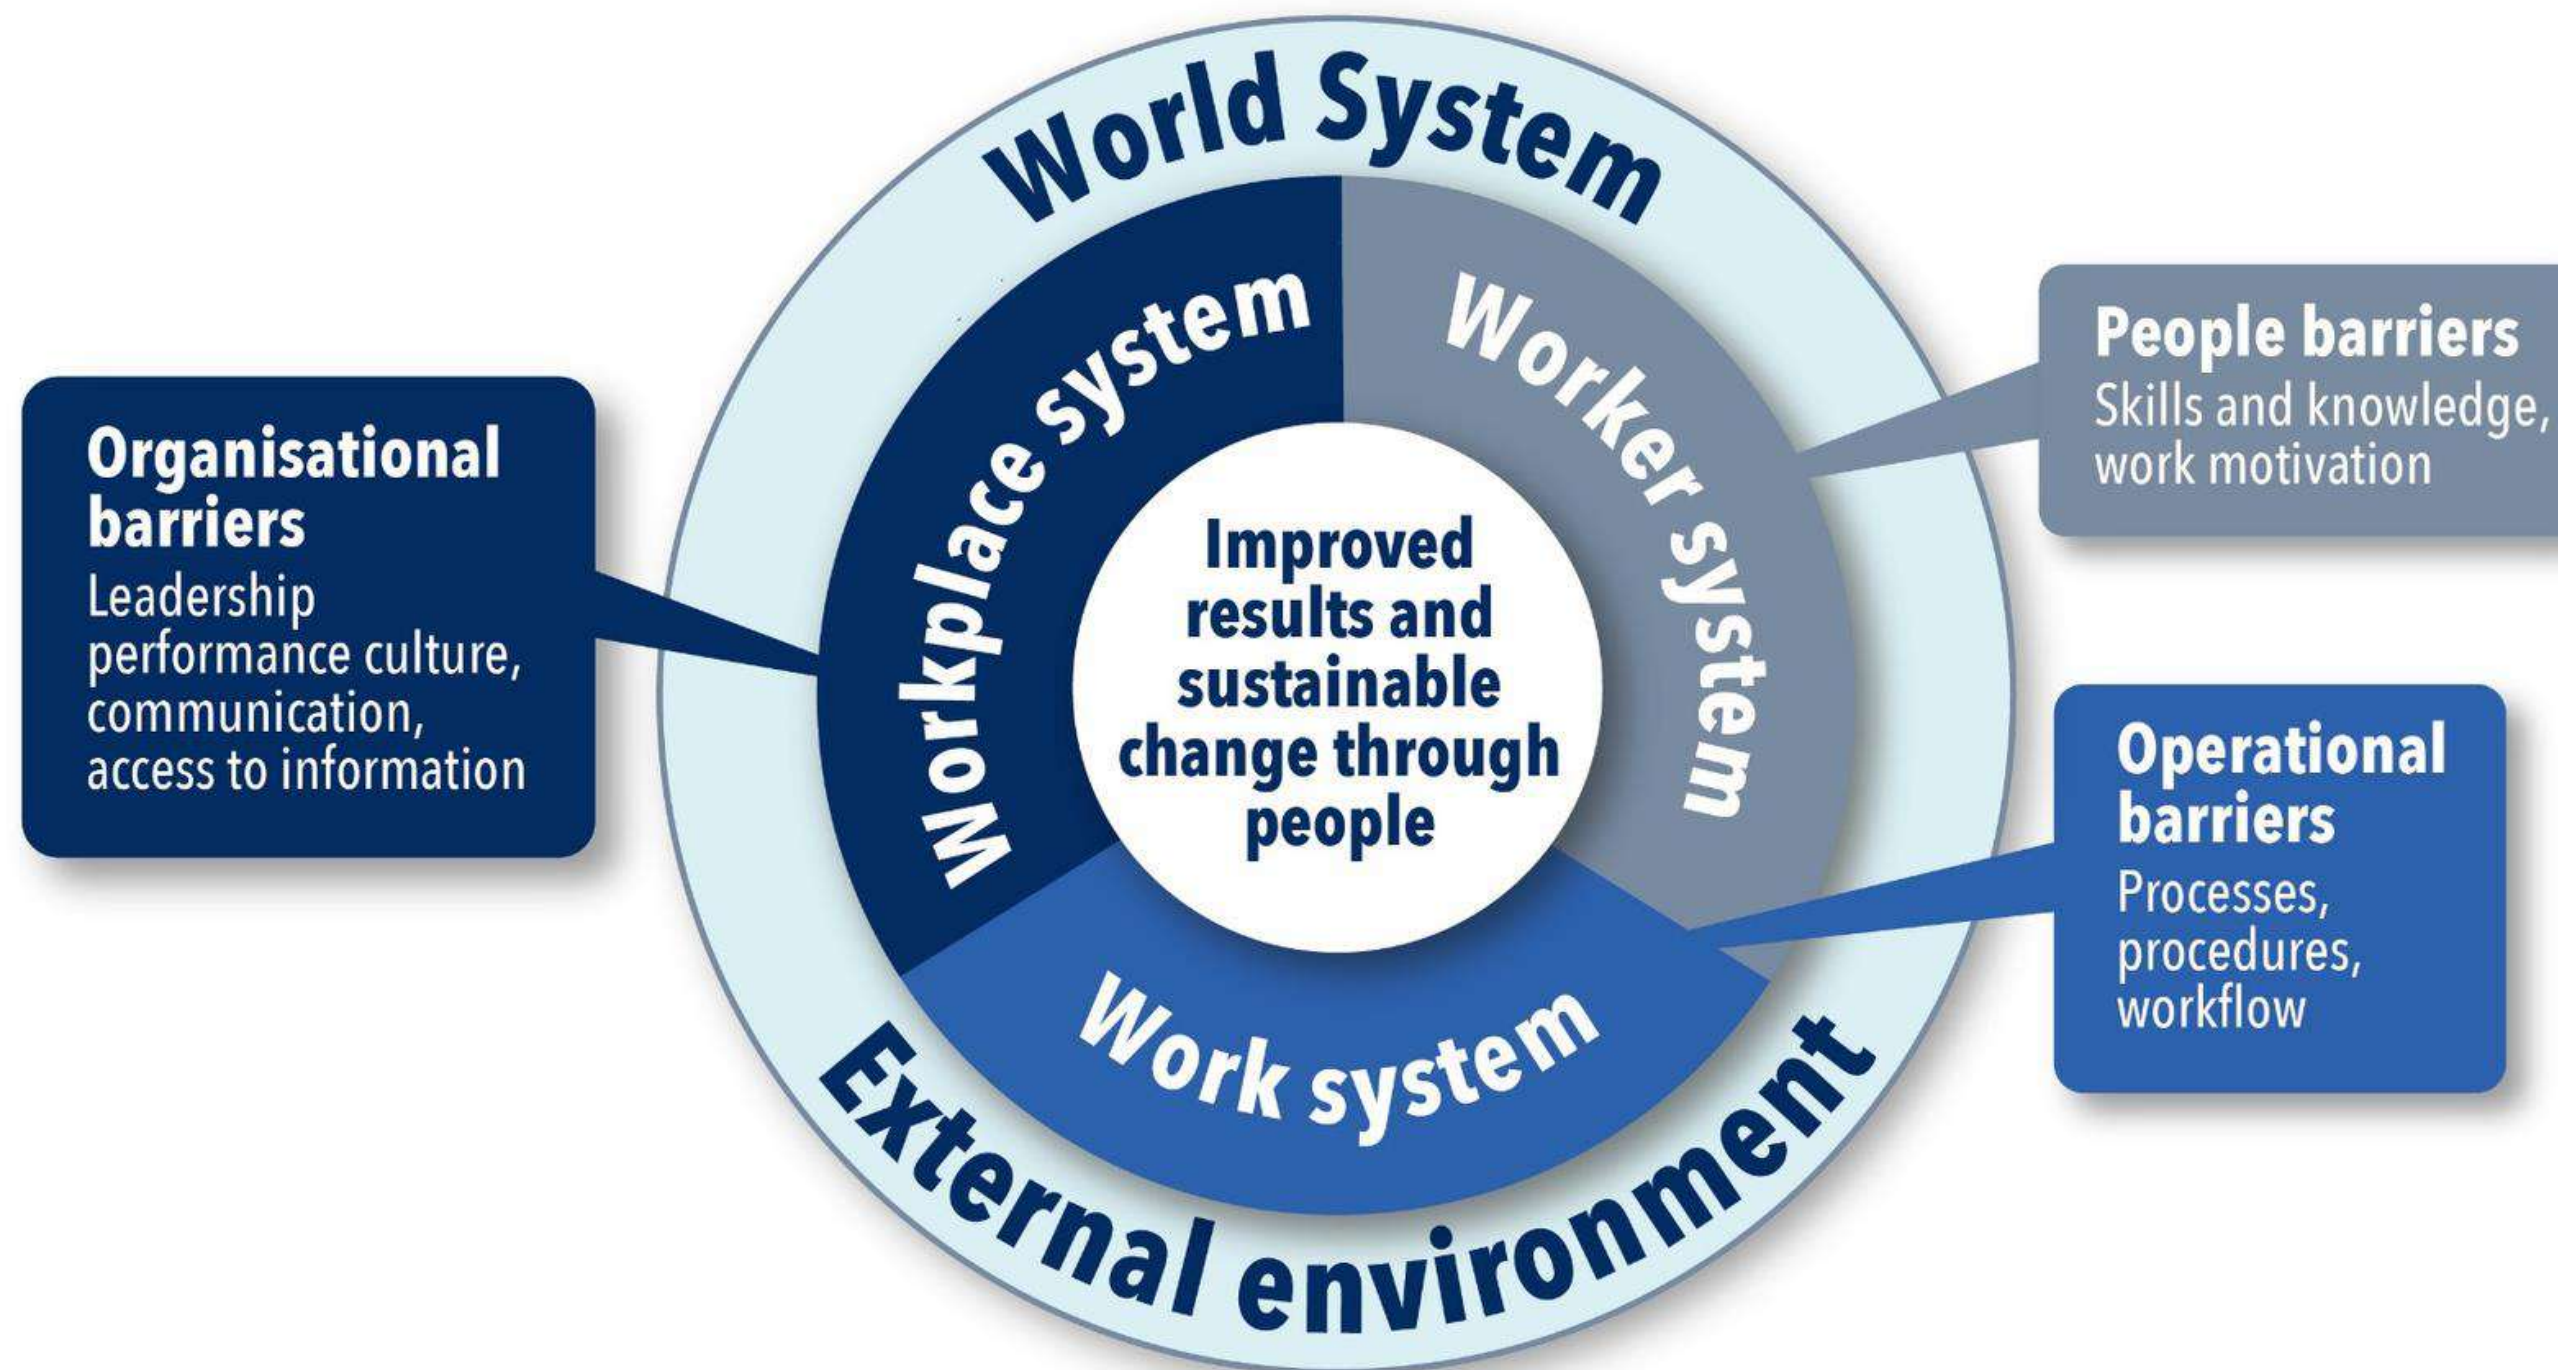 World System
Workplace system
Worker system
Work system
External environment
Improved
results and
sustainable
change through
people
Organisational
barriers
Leadership
performance culture,
communication,
access to information
People barriers
Skills and knowledge,
work motivation
Operational
barriers
Processes,
procedures,
workflow